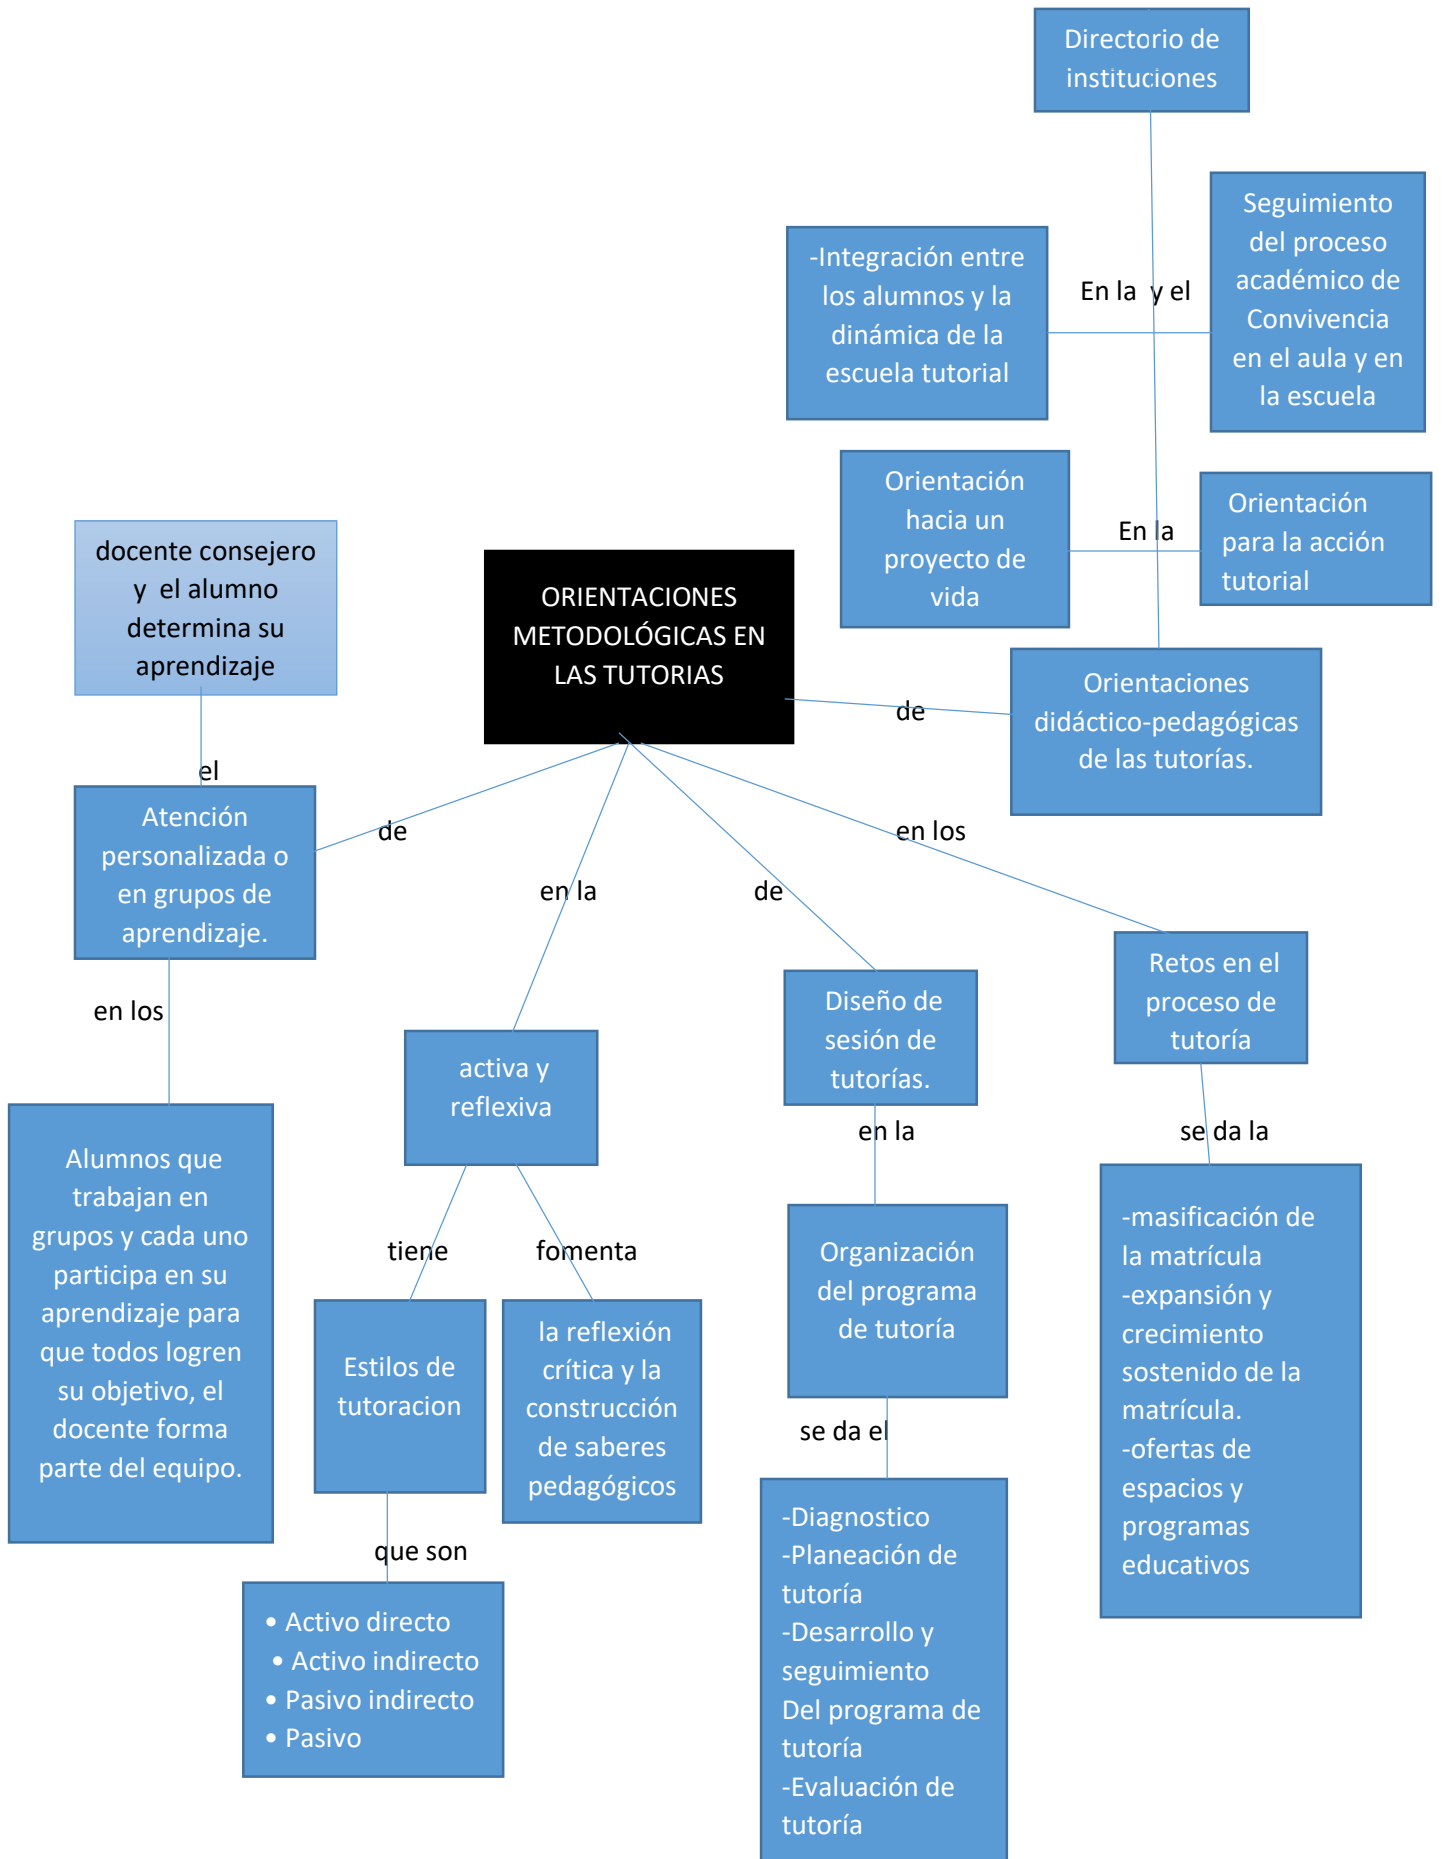 Directorio de
instituciones
-Integración entre
los alumnos y la
dinámica de la
escuela tutorial
En la  y el
Seguimiento
del proceso
académico de
Convivencia
en el aula y en
la escuela
Orientación
hacia un
proyecto de
vida
En la
Orientación
para la acción
tutorial
docente consejero
y  el alumno
determina su
aprendizaje
ORIENTACIONES
METODOLÓGICAS EN
LAS TUTORIAS
de
Orientaciones
didáctico-pedagógicas
de las tutorías.
el
Atención
personalizada o
en grupos de
aprendizaje.
de
en la
de
en los
en los
Alumnos que
trabajan en
grupos y cada uno
participa en su
aprendizaje para
que todos logren
su objetivo, el
docente forma
parte del equipo.
activa y
reflexiva
tiene
fomenta
Estilos de
tutoracion
la reflexión
crítica y la
construcción
de saberes
pedagógicos
que son
• Activo directo
• Activo indirecto
• Pasivo indirecto
• Pasivo
Diseño de
sesión de
tutorías.
en la
Organización
del programa
de tutoría
se da el
-Diagnostico
-Planeación de
tutoría
-Desarrollo y
seguimiento
Del programa de
tutoría
-Evaluación de
tutoría
Retos en el
proceso de
tutoría
se da la
-masificación de
la matrícula
-expansión y
crecimiento
sostenido de la
matrícula.
-ofertas de
espacios y
programas
educativos